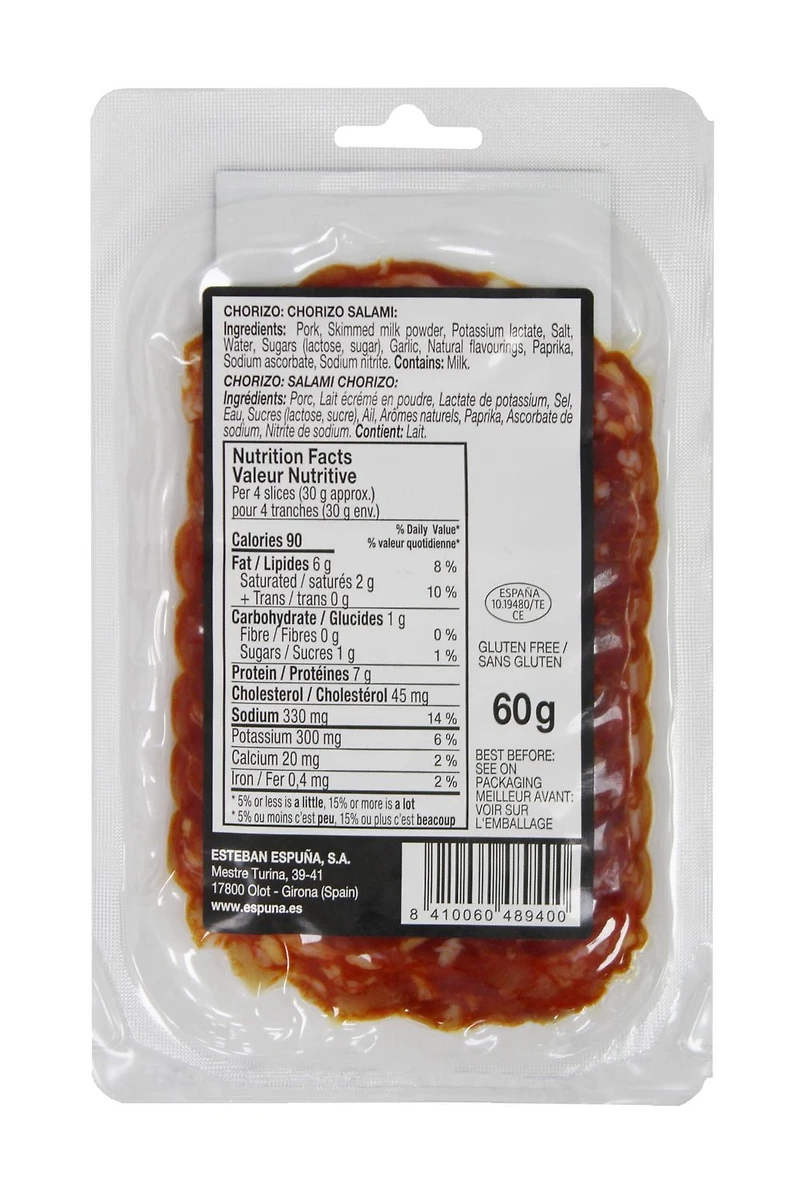 CHORIZO: CHORIZO SALAMI:
Ingredients: Pork, Skimmed milk powder, Potassium lactate, Salt,
Water, Sugars (lactose, sugar), Garlic, Natural flavourings, Paprika,
Sodium ascorbate, Sodium nitrite. Contains: Milk.
CHORIZO: SALAMI CHORIZO:
Ingrédients: Porc, Lait écrémé en poudre, Lactate de potassium, Sel,
Eau, Sucres (lactose, sucre), Ail, Arômes naturels, Paprika, Ascorbate de
sodium, Nitrite de sodium. Contient: Lait.
Nutrition Facts
Valeur Nutritive
Per 4 slices (30 g approx.)
pour 4 tranches (30 g env.)
% Daily Value*
Calories 90 % valeur quotidienne*
Fat / Lipides 6 g 8 %
Saturated / saturés 2 g
+ Trans / trans 0 g 10 %
Carbohydrate / Glucides 1 g
Fibre / Fibres 0 g 0 %
Sugars / Sucres 1 g 1 %
Protein / Protéines 7 g
Cholesterol / Cholestérol 45 mg
Sodium 330 mg 14 %
Potassium 300 mg 6 %
Calcium 20 mg 2 %
Iron / Fer 0,4 mg 2 %
* 5% or less is a little, 15% or more is a lot
* 5% ou moins c'est peu, 15% ou plus c'est beacoup
ESPAÑA
10.19480/TE
CE
GLUTEN FREE /
SANS GLUTEN
60g
BEST BEFORE:
SEE ON
PACKAGING
MEILLEUR AVANT:
VOIR SUR
L'EMBALLAGE
ESTEBAN ESPUÑA, S.A.
Mestre Turina, 39-41
17800 Olot - Girona (Spain)
www.espuna.es
8 410060 489400